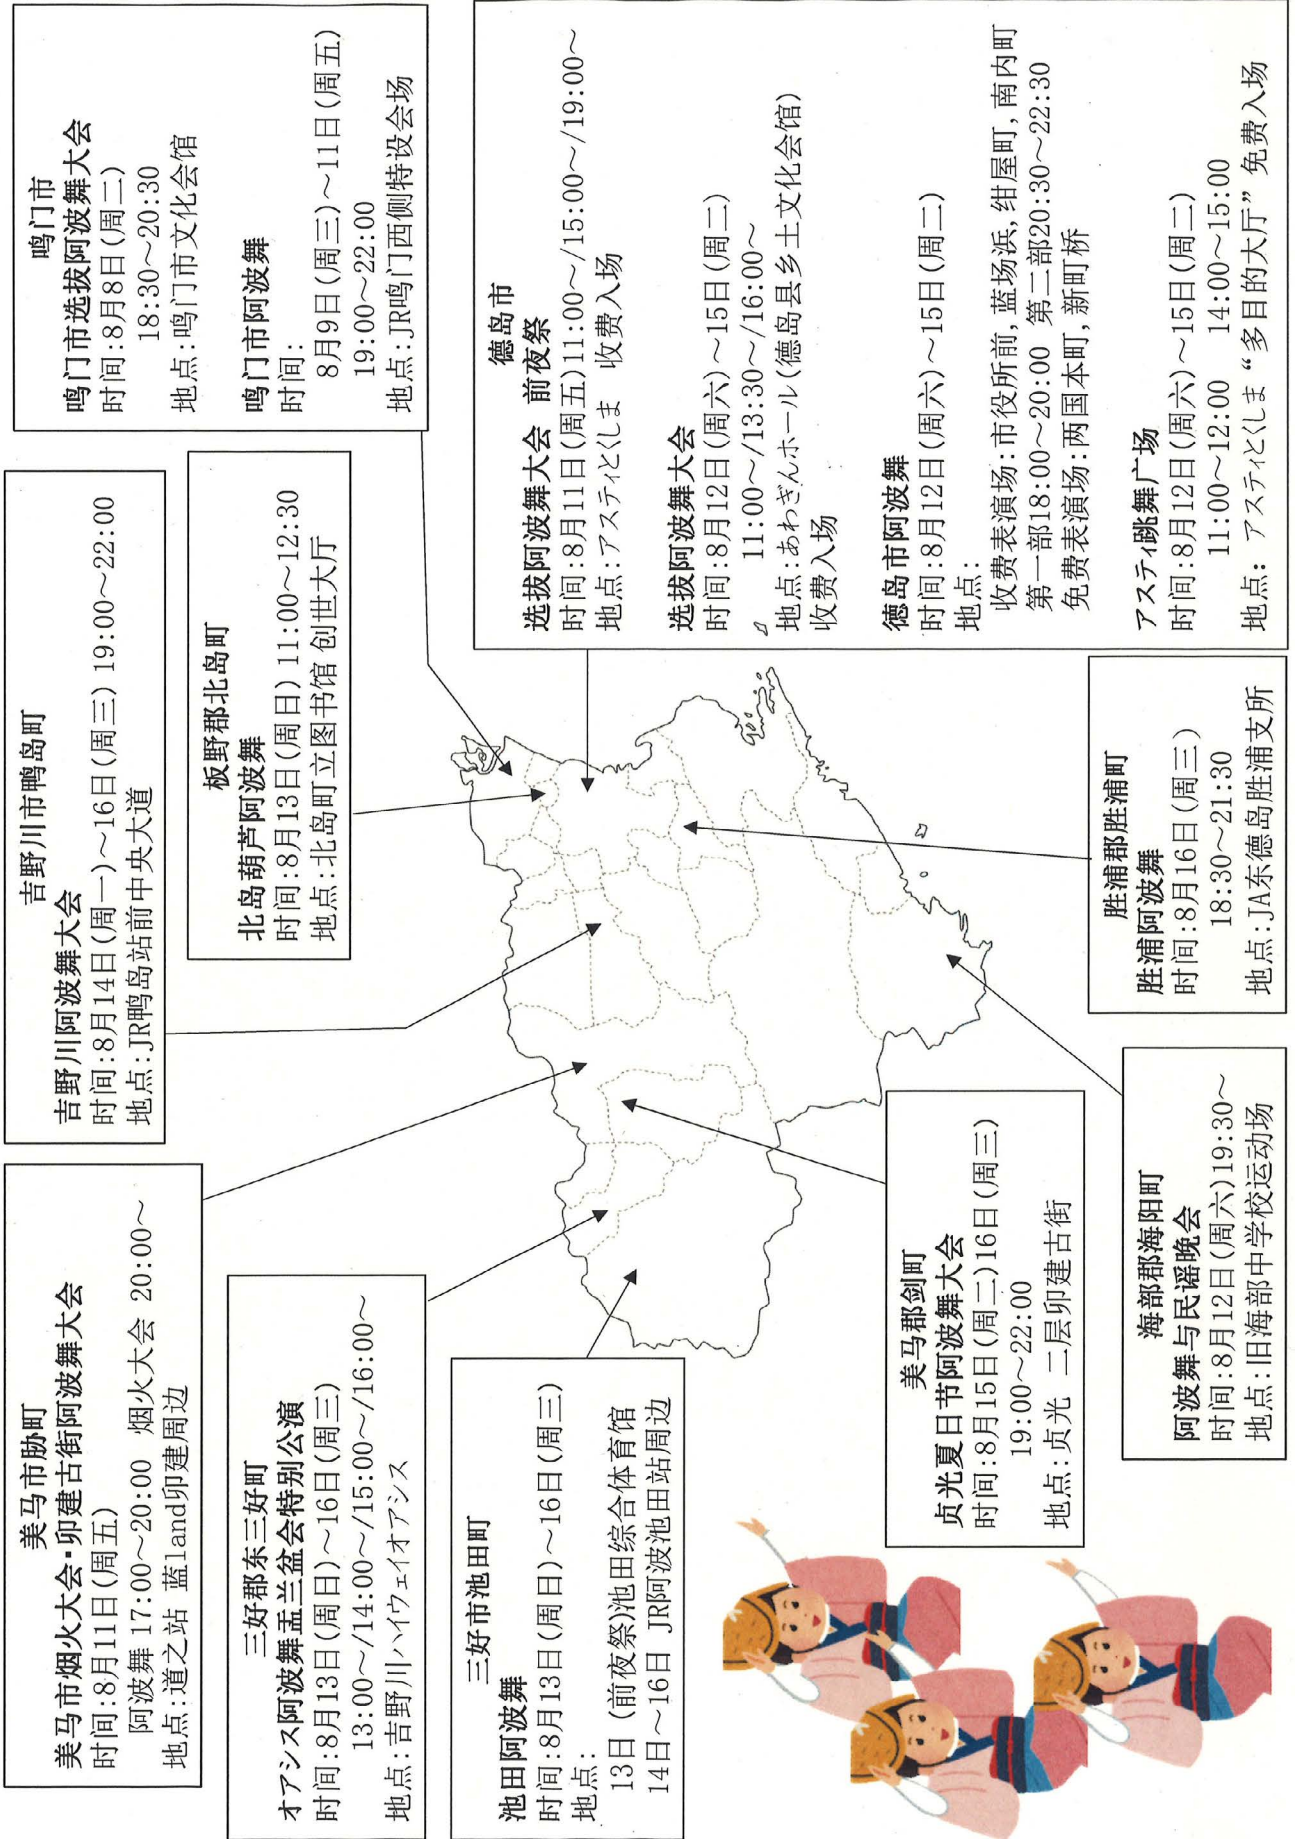 美马市胁町
美马市烟火大会·卯建古街阿波舞大会
时间:8月11日(周五)
阿波舞 17:00～20:00 烟火大会 20:00～
地点:道之站 蓝land卯建周边
吉野川市鸭岛町
吉野川阿波舞大会
时间:8月14日(周一)～16日(周三) 19:00～22:00
地点:JR鸭岛站前中央大道
鸣门市
鸣门市选拔阿波舞大会
时间:8月8日(周二)
18:30～20:30
地点:鸣门市文化会馆
鸣门市阿波舞
时间:
8月9日(周三)～11日(周五)
19:00～22:00
地点:JR鸣门西侧特设会场
板野郡北岛町
北岛葫芦阿波舞
时间:8月13日(周日) 11:00～12:30
地点:北岛町立图书馆 创世大厅
三好郡东三好町
オアシス阿波舞盂兰盆会特别公演
时间:8月13日(周日)～16日(周三)
13:00～/14:00～/15:00～/16:00～
地点:吉野川ハイウェイオアシス
三好市池田町
池田阿波舞
时间:8月13日(周日)～16日(周三)
地点:
13日 (前夜祭)池田综合体育馆
14日～16日 JR阿波池田站周边
德岛市
选拔阿波舞大会 前夜祭
时间:8月11日(周五)11:00～/15:00～/19:00～
地点:アスティとくしま 收费入场
选拔阿波舞大会
时间:8月12日(周六)～15日(周二)
11:00～/13:30～/16:00～
地点:あわぎんホール(德岛县乡土文化会馆)
收费入场
德岛市阿波舞
时间:8月12日(周六)～15日(周二)
地点:
收费表演场:市役所前,蓝场浜,绀屋町,南内町
第一部18:00～20:00 第二部20:30～22:30
免费表演场:两国本町,新町桥
アスティ跳舞广场
时间:8月12日(周六)～15日(周二)
11:00～12:00 14:00～15:00
地点: アスティとくしま“多目的大厅”免费入场
美马郡剑町
贞光夏日节阿波舞大会
时间:8月15日(周二)16日(周三)
19:00～22:00
地点:贞光 二层卯建古街
海部郡海阳町
阿波舞与民谣晚会
时间:8月12日(周六)19:30～
地点:旧海部中学校运动场
胜浦郡胜浦町
胜浦阿波舞
时间:8月16日(周三)
18:30～21:30
地点:JA东德岛胜浦支所